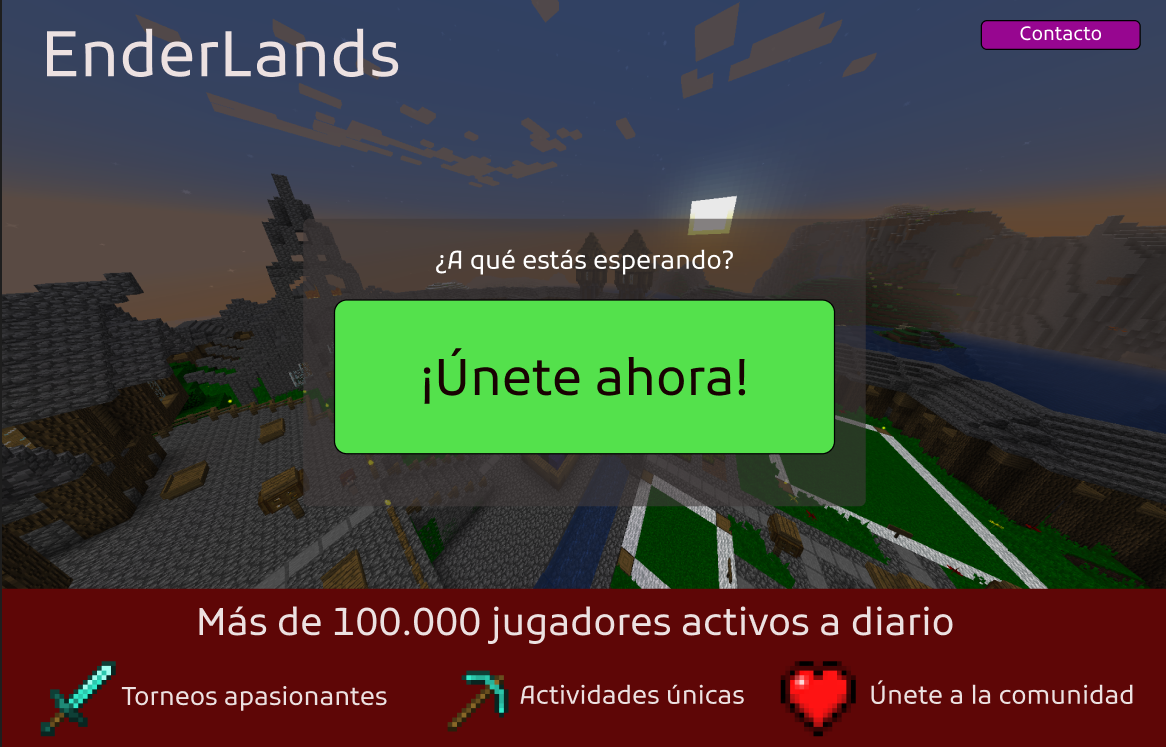 EnderLands
Contacto
¿A qué estás esperando?
¡Únete ahora!
Más de 100.000 jugadores activos a diario
Torneos apasionantes
Actividades únicas
Únete a la comunidad